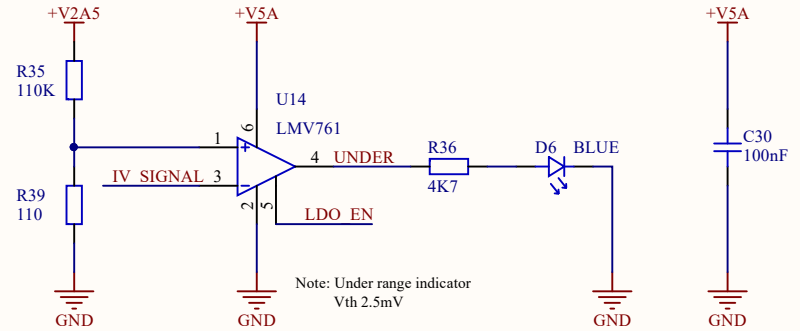 +V2A5
+V5A
+V5A
R35
110K
U14
LMV761
6
1
+
R36
D6
BLUE
C30
100nF
4
UNDER
IV_SIGNAL
3
-
4K7
R39
110
2
5
LDO_EN
Note: Under range indicator
Vth 2.5mV
GND
GND
GND
GND